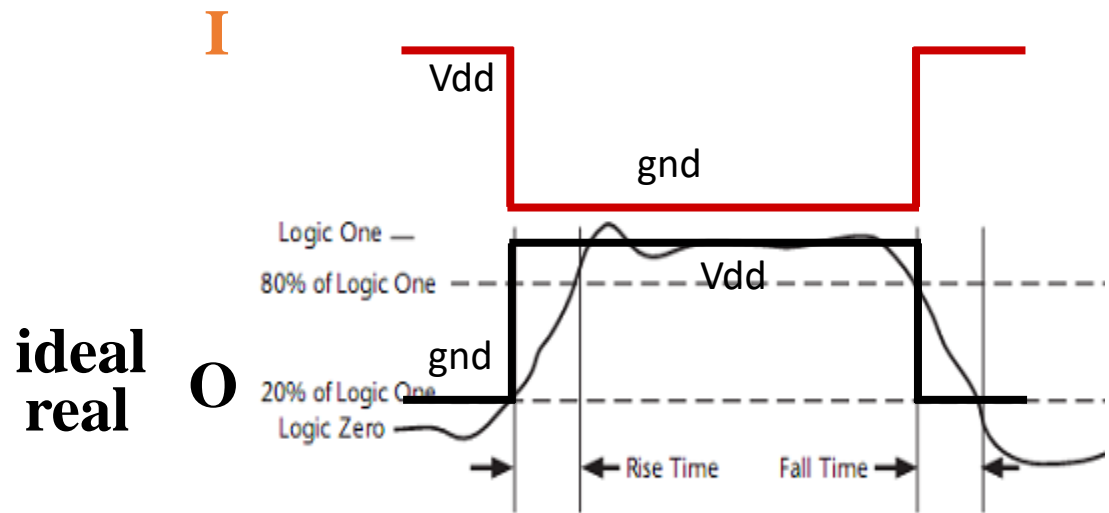 I
Vdd
gnd
Logic One
80% of Logic One
Vdd
ideal
real
O
gnd
20% of Logic One
Logic Zero
Rise Time
Fall Time